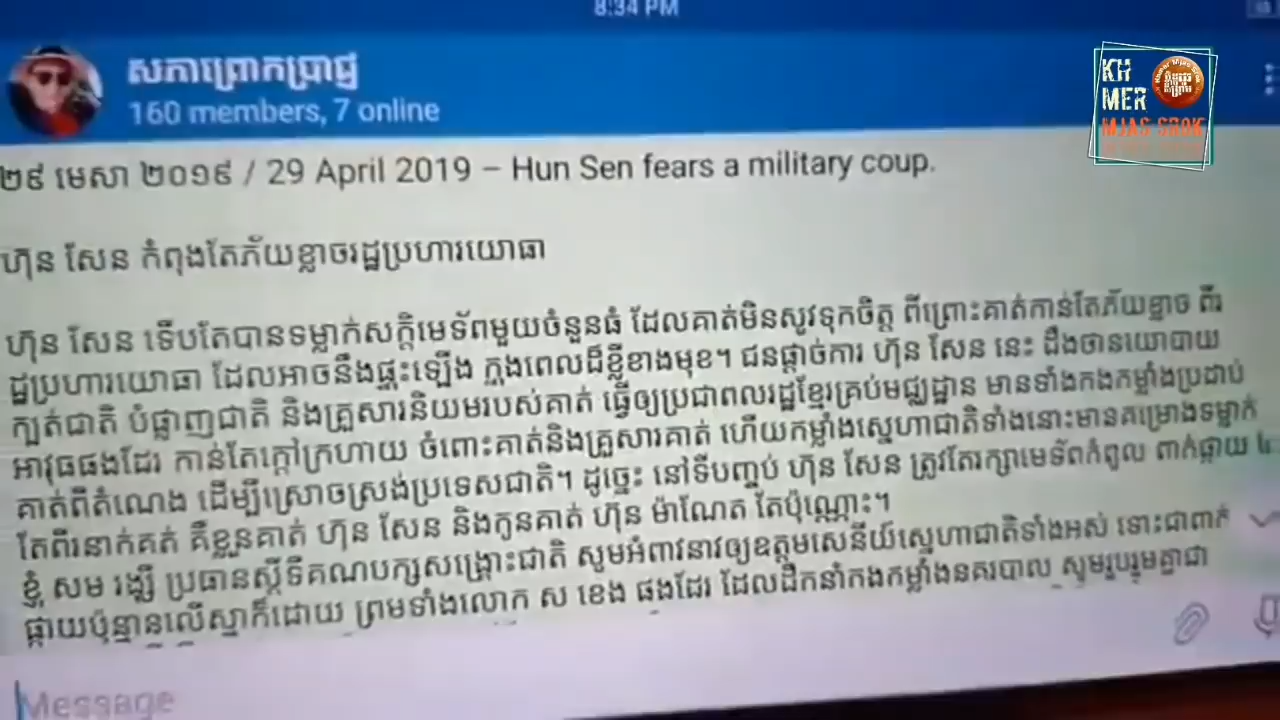 8:34 PM
សភាព្រោកប្រាជ្ញ
160 members, 7 online
KH
MER
MJAS SROK
២៩ មេសា ២០១៩ / 29 April 2019 – Hun Sen fears a military coup.
ហ៊ុន សែន កំពុងតែភ័យខ្លាចរដ្ឋប្រហារយោធា
ហ៊ុន សែន ទើបតែបានទម្លាក់សក្តិមេទ័ពមួយចំនួនធំ ដែលគាត់មិនសូវទុកចិត្ត ពីព្រោះគាត់កាន់តែភ័យខ្លាច ពីរ
ដ្ឋប្រហារយោធា ដែលអាចនឹងផ្ទុះឡើង ក្នុងពេលដ៏ខ្លីខាងមុខ។ ជនផ្តាច់ការ ហ៊ុន សែន នេះ ដឹងថានយោបាយ
ក្បត់ជាតិ បំផ្លាញជាតិ និងគ្រួសារនិយមរបស់គាត់ ធ្វើឲ្យប្រជាពលរដ្ឋខ្មែរគ្រប់មជ្ឈដ្ឋាន មានទាំងកងកម្លាំងប្រដាប់
អាវុធផងដែរ កាន់តែក្តៅក្រហាយ ចំពោះគាត់និងគ្រួសារគាត់ ហើយកម្លាំងស្នេហាជាតិទាំងនោះមានគម្រោងទម្លាក់
គាត់ពីតំណែង ដើម្បីស្រោចស្រង់ប្រទេសជាតិ។ ដូច្នេះ នៅទីបញ្ចប់ ហ៊ុន សែន ត្រូវតែរក្សាមេទ័ពកំពូល ពាក់ផ្កាយ ៤
តែពីរនាក់គត់ គឺខ្លួនគាត់ ហ៊ុន សែន និងកូនគាត់ ហ៊ុន ម៉ាណែត តែប៉ុណ្ណោះ។
ខ្ញុំ សម រង្ស៊ី ប្រធានស្តីទីគណបក្សសង្គ្រោះជាតិ សូមអំពាវនាវឲ្យឧត្តមសេនីយ៍ស្នេហាជាតិទាំងអស់ ទោះជាពាក់
ផ្កាយប៉ុន្មានលើស្មាក៏ដោយ ព្រមទាំងលោក ស ខេង ផងដែរ ដែលដឹកនាំកងកម្លាំងនគរបាល សូមរួបរួមគ្នាជា
Message